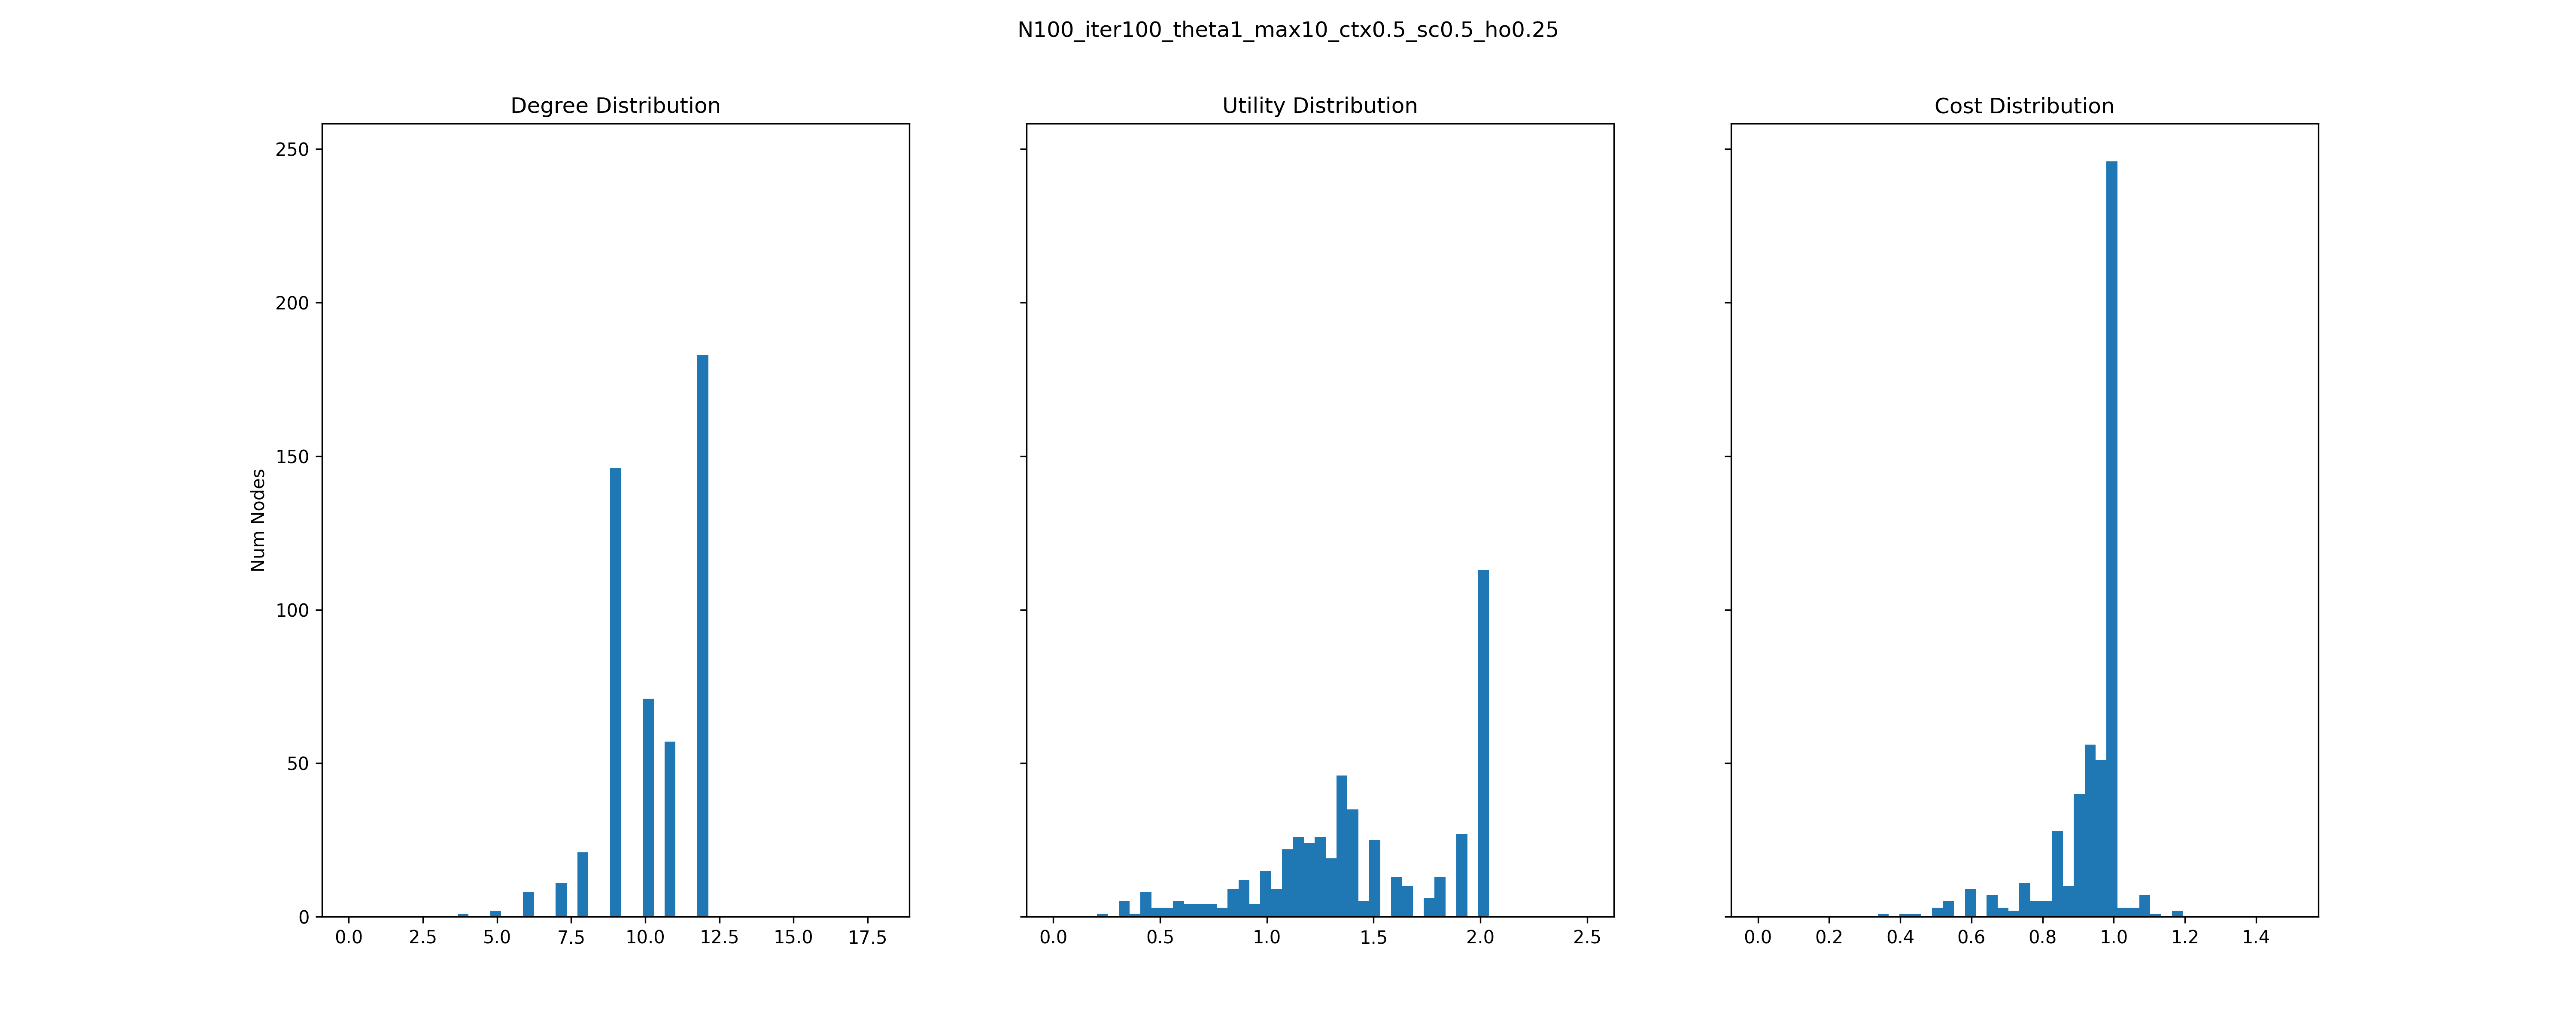 N100_iter100_theta1_max10_ctx0.5_sc0.5_ho0.25
Degree Distribution
Utility Distribution
Cost Distribution
Num Nodes
250
200
150
100
50
0
0.0 2.5 5.0 7.5 10.0 12.5 15.0 17.5
0.0 0.5 1.0 1.5 2.0 2.5
0.0 0.2 0.4 0.6 0.8 1.0 1.2 1.4